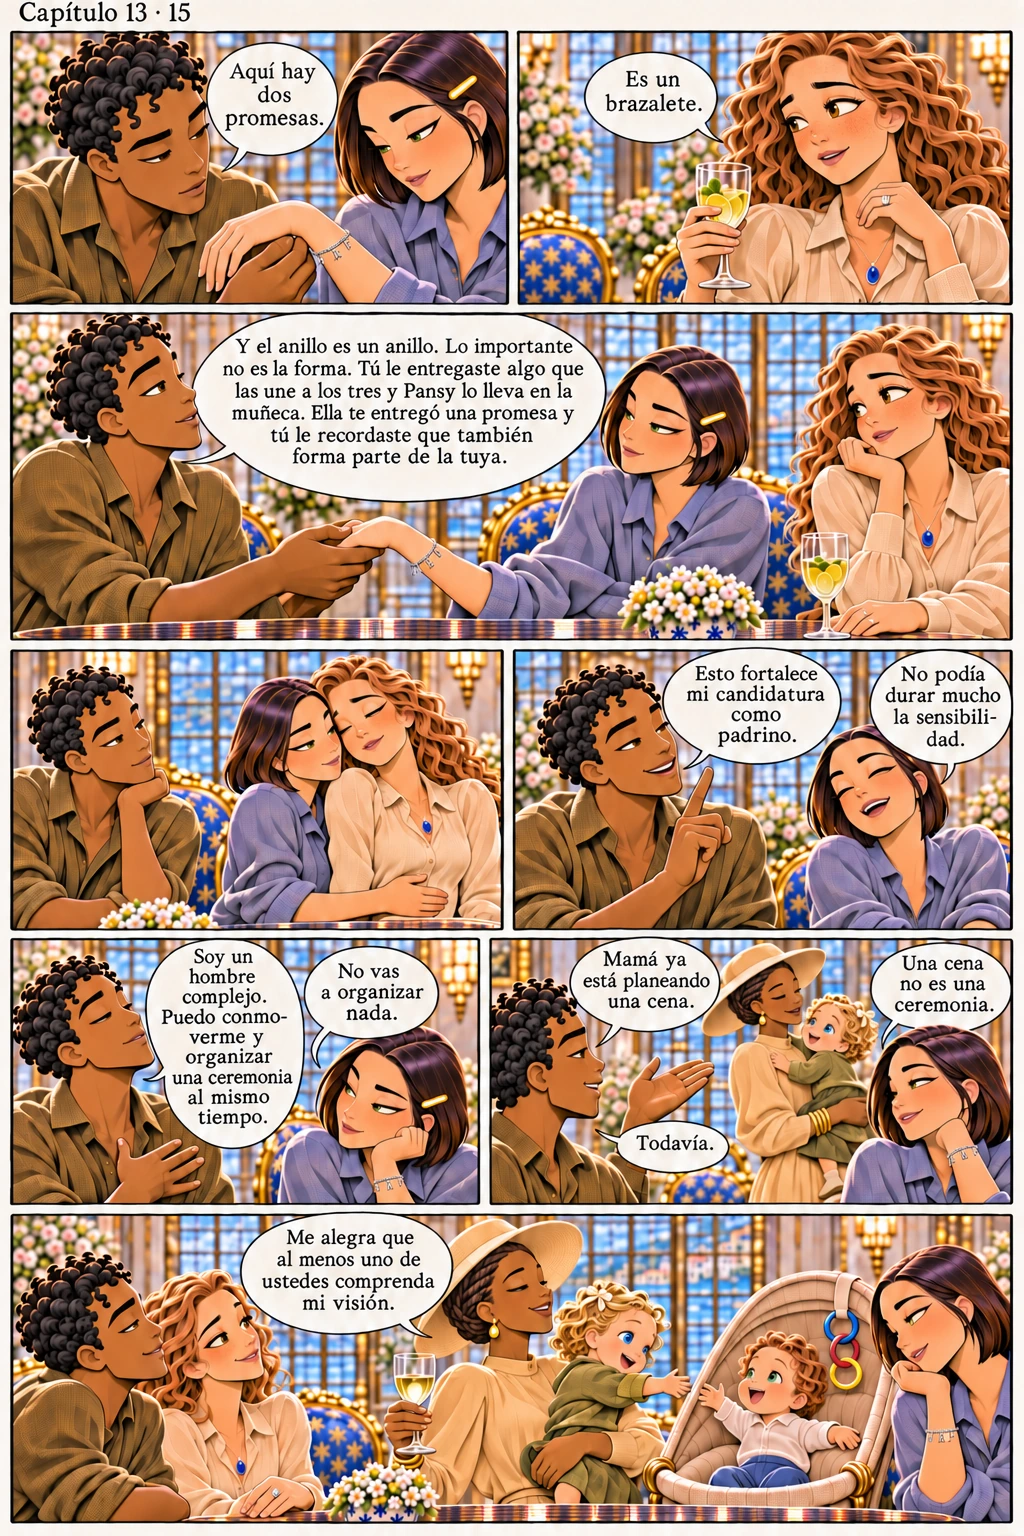 Capítulo 13 · 15
Aquí hay
dos
promesas.
Es un
brazalete.
Y el anillo es un anillo. Lo importante
no es la forma. Tú le entregaste algo que
las une a los tres y Pansy lo lleva en la
muñeca. Ella te entregó una promesa y
tú le recordaste que también
forma parte de la tuya.
Esto fortalece
mi candidatura
como
padrino.
No podía
durar mucho
la sensibili-
dad.
Soy un
hombre
complejo.
Puedo conmo-
verme y
organizar
una ceremonia
al mismo
tiempo.
No vas
a organizar
nada.
Mamá ya
está planeando
una cena.
Una cena
no es una
ceremonia.
Todavía.
Me alegra que
al menos uno de
ustedes comprenda
mi visión.